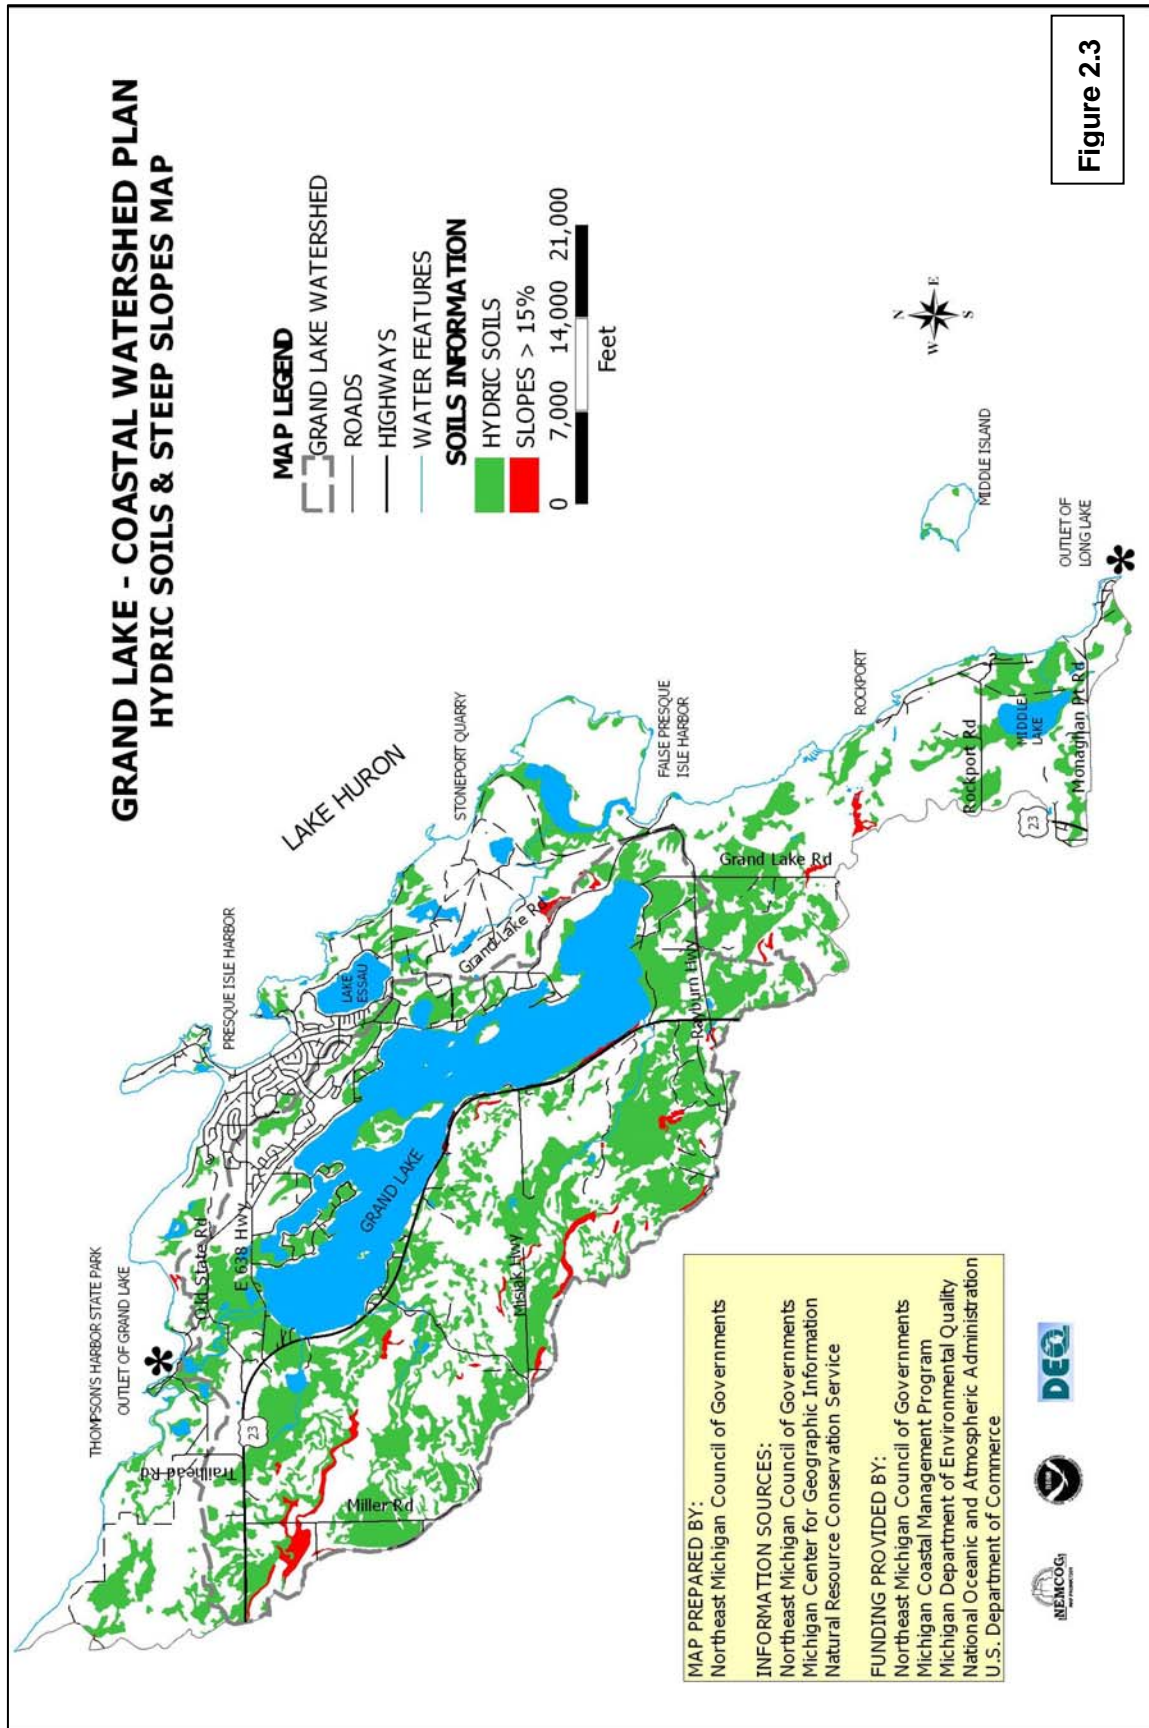 GRAND LAKE - COASTAL WATERSHED PLAN
HYDRIC SOILS & STEEP SLOPES MAP
MAP LEGEND
GRAND LAKE WATERSHED
ROADS
HIGHWAYS
WATER FEATURES
SOILS INFORMATION
HYDRIC SOILS
SLOPES > 15%
0 7,000 14,000 21,000
Feet
Figure 2.3
N
W E
S
LAKE HURON
THOMPSON'S HARBOR STATE PARK
OUTLET OF GRAND LAKE
*
PRESQUE ISLE HARBOR
STONEPORT QUARRY
FALSE PRESQUE
ISLE HARBOR
ROCKPORT
MIDDLE ISLAND
OUTLET OF
LONG LAKE
*
Old State Rd
E 638 Hwy
LAKE
ESSAU
Grand Lake Rd
Trailhead Rd
23
Miller Rd
GRAND LAKE
Misiak Hwy
Rayburn Hwy
Grand Lake Rd
Rockport Rd
MIDDLE
LAKE
Monaghan Pt Rd
23
MAP PREPARED BY:
Northeast Michigan Council of Governments
INFORMATION SOURCES:
Northeast Michigan Council of Governments
Michigan Center for Geographic Information
Natural Resource Conservation Service
FUNDING PROVIDED BY:
Northeast Michigan Council of Governments
Michigan Coastal Management Program
Michigan Department of Environmental Quality
National Oceanic and Atmospheric Administration
U.S. Department of Commerce
NEMCOG
DEQ